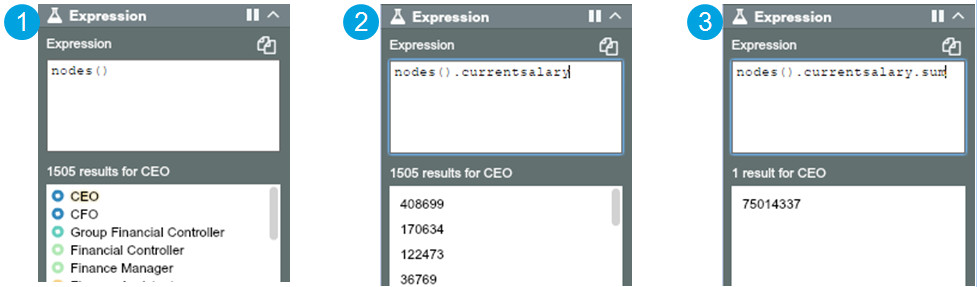 1
Expression
Expression
nodes()
1505 results for CEO
CEO
CFO
Group Financial Controller
Financial Controller
Finance Manager
2
Expression
Expression
nodes().currentsalary
1505 results for CEO
408699
170634
122473
36769
3
Expression
Expression
nodes().currentsalary.sum
1 result for CEO
75014337